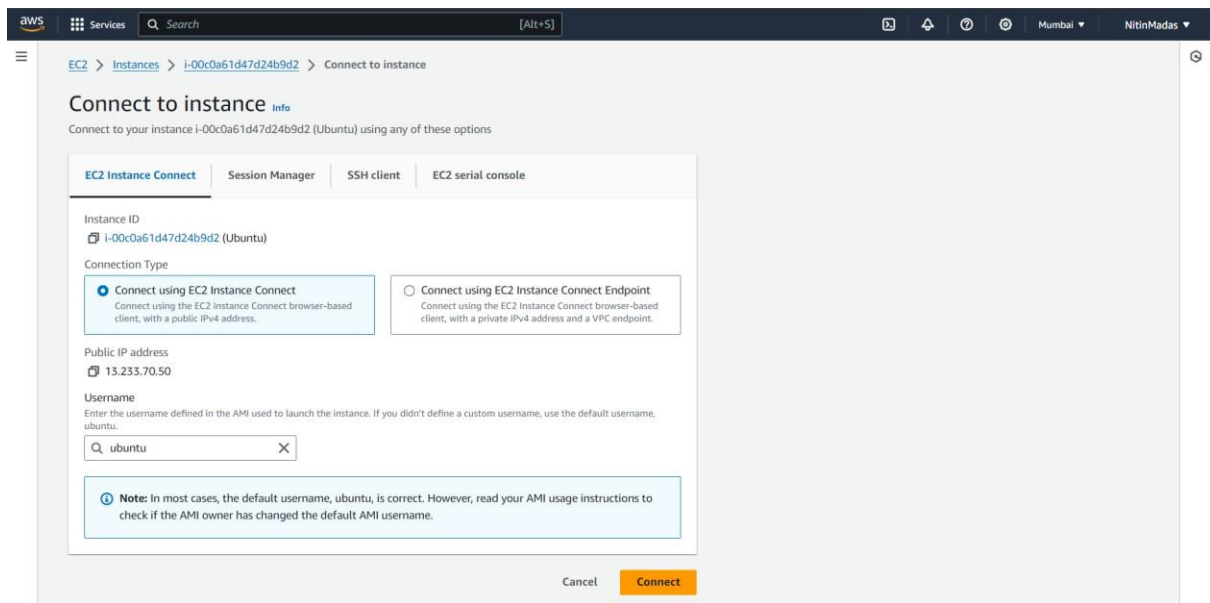 aws
Services
Search
[Alt+S]
Mumbai
NitinMadas
EC2 > Instances > i-00c0a61d47d24b9d2 > Connect to instance
Connect to instance Info
Connect to your instance i-00c0a61d47d24b9d2 (Ubuntu) using any of these options
EC2 Instance Connect
Session Manager
SSH client
EC2 serial console
Instance ID
i-00c0a61d47d24b9d2 (Ubuntu)
Connection Type
Connect using EC2 Instance Connect
Connect using the EC2 Instance Connect browser-based
client, with a public IPv4 address.
Connect using EC2 Instance Connect Endpoint
Connect using the EC2 Instance Connect browser-based
client, with a private IPv4 address and a VPC endpoint.
Public IP address
13.233.70.50
Username
Enter the username defined in the AMI used to launch the instance. If you didn't define a custom username, use the default username,
ubuntu.
ubuntu
Note: In most cases, the default username, ubuntu, is correct. However, read your AMI usage instructions to
check if the AMI owner has changed the default AMI username.
Cancel
Connect